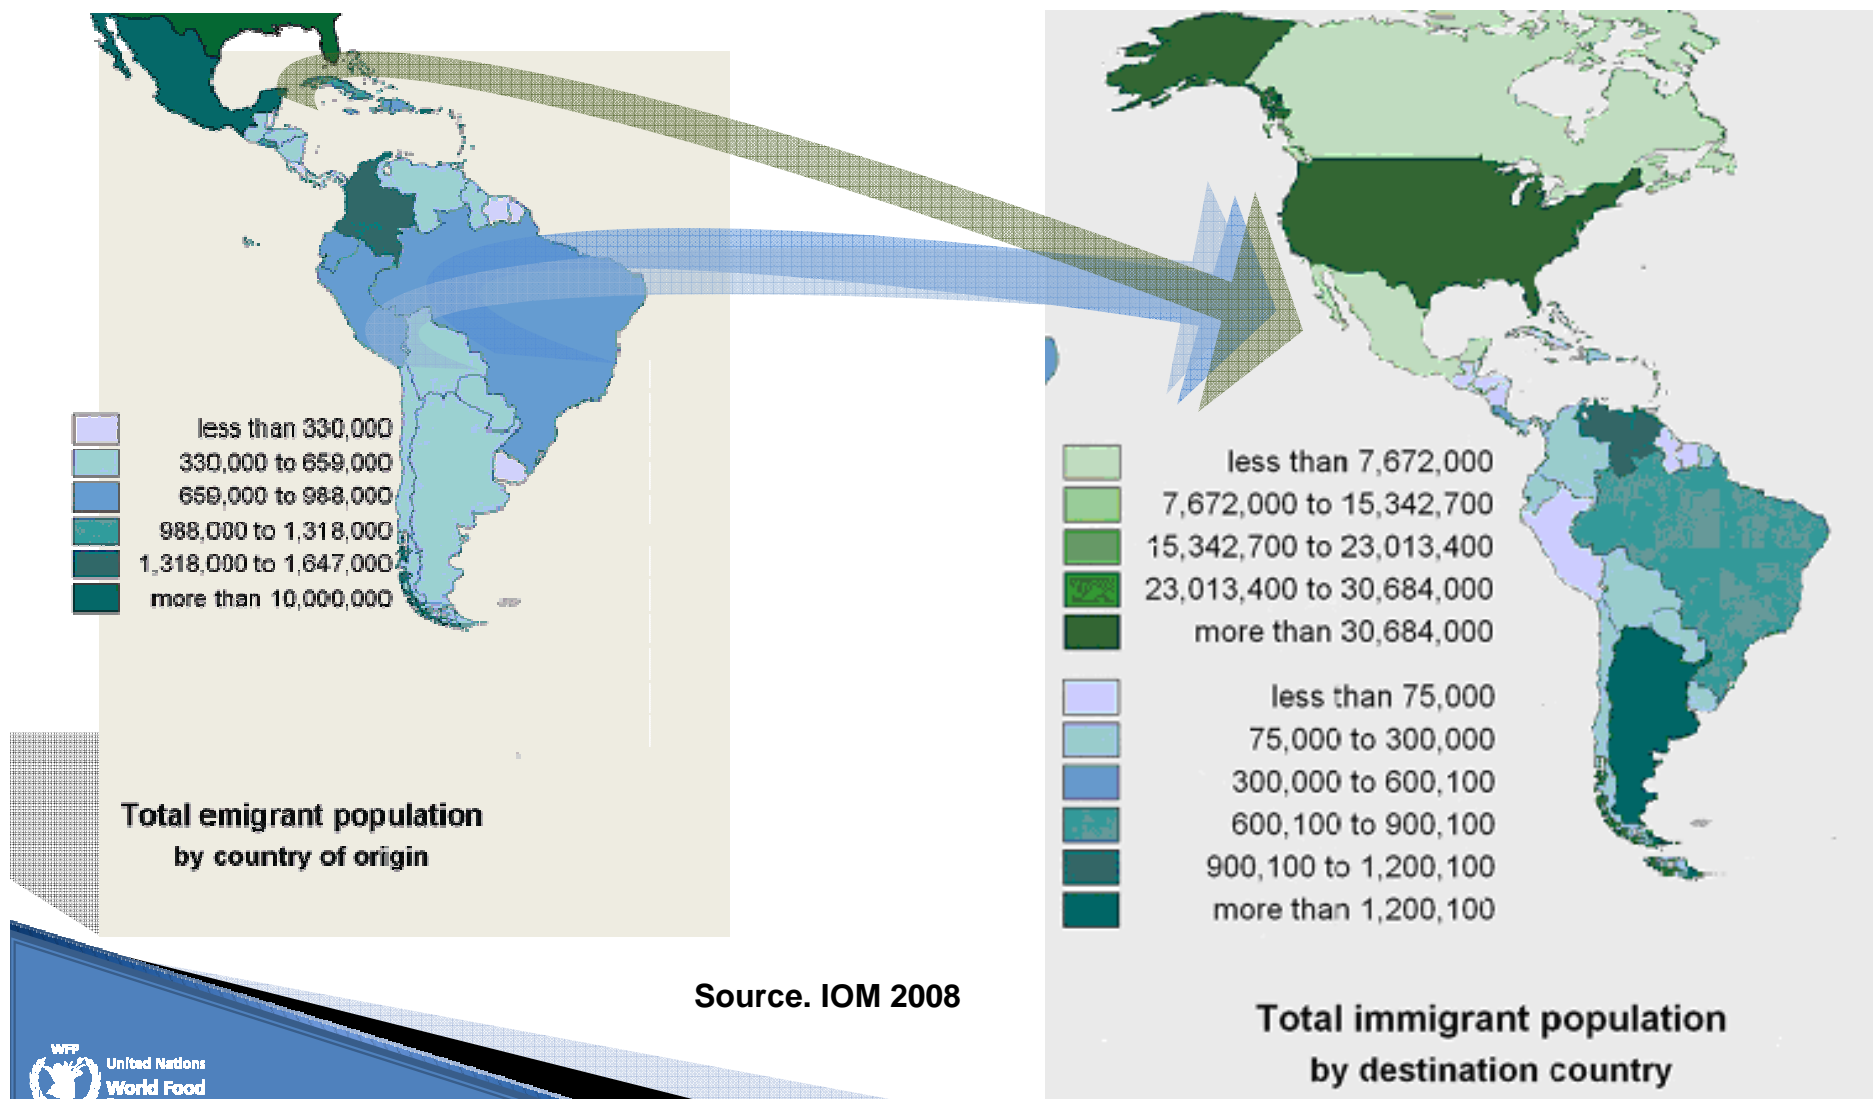 less than 330,000
330,000 to 659,000
659,000 to 988,000
988,000 to 1,318,000
1,318,000 to 1,647,000
more than 10,000,000
Total emigrant population
by country of origin
less than 7,672,000
7,672,000 to 15,342,700
15,342,700 to 23,013,400
23,013,400 to 30,684,000
more than 30,684,000
less than 75,000
75,000 to 300,000
300,000 to 600,100
600,100 to 900,100
900,100 to 1,200,100
more than 1,200,100
Total immigrant population
by destination country
Source. IOM 2008
WFP
United Nations
World Food